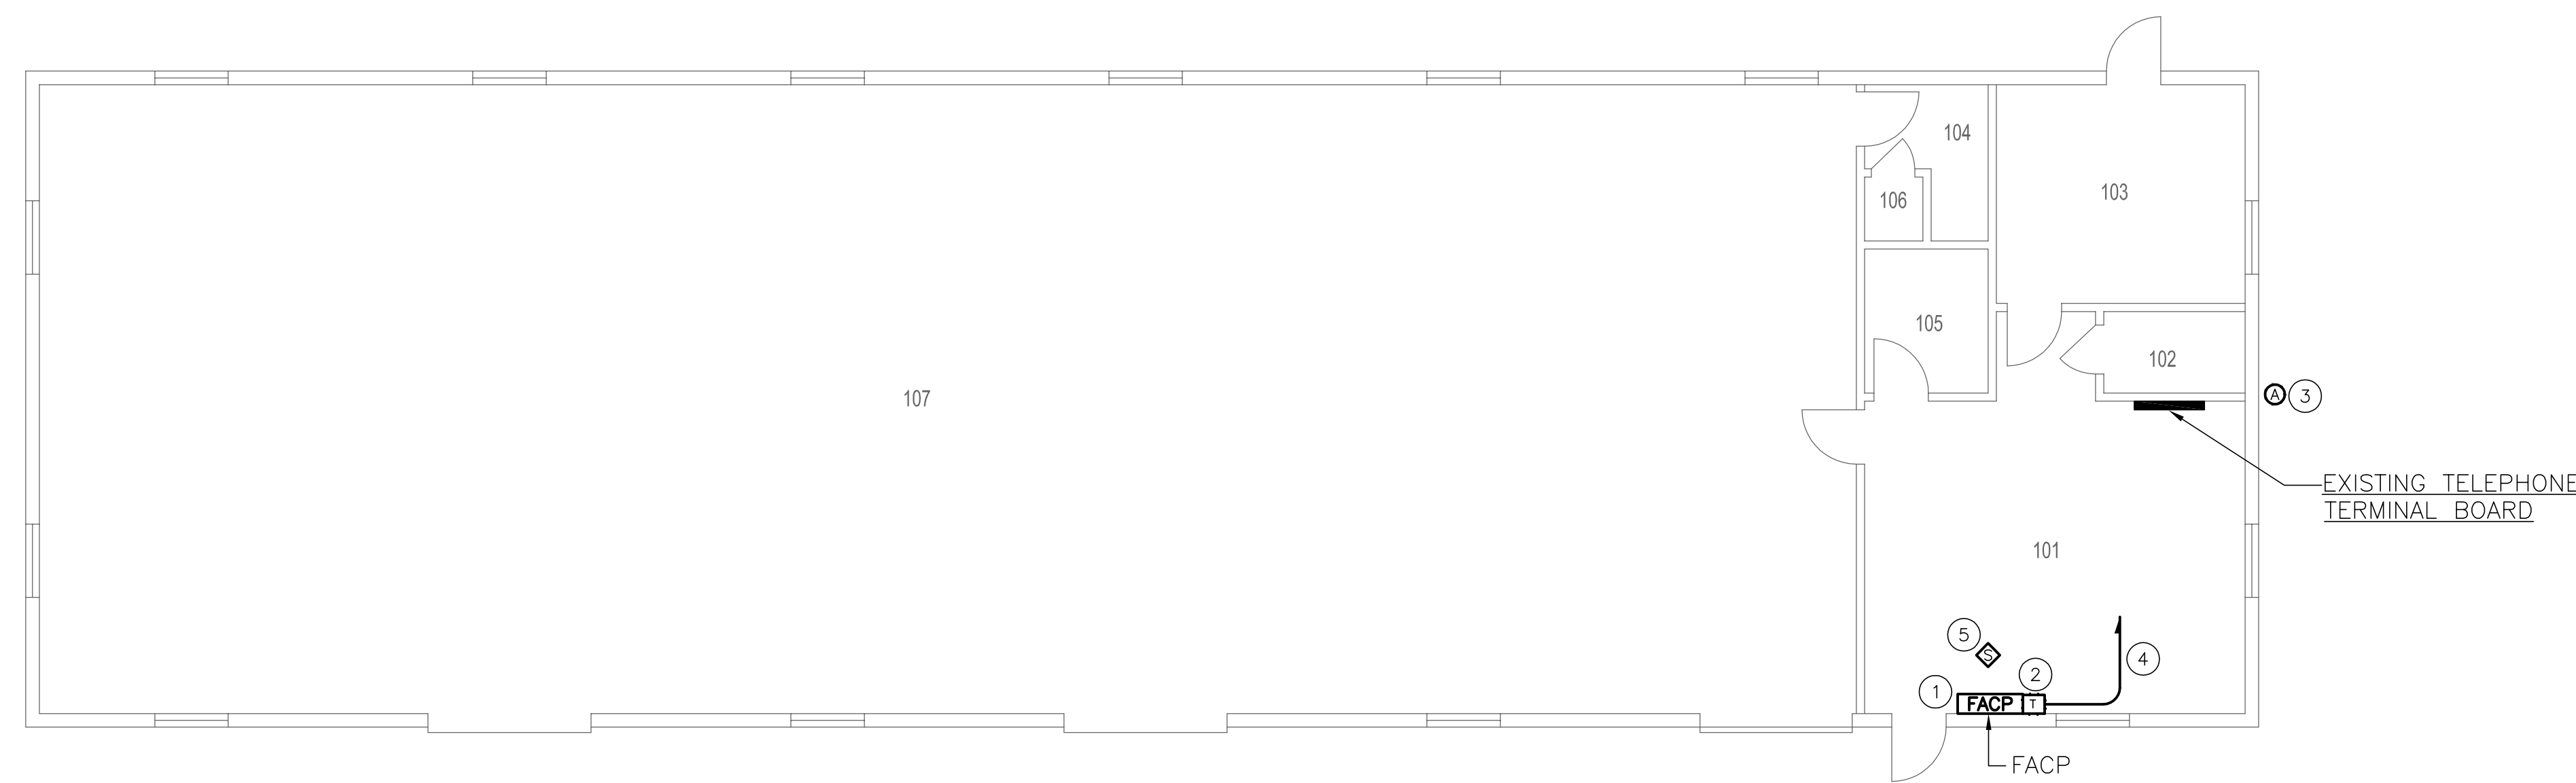 104
103
106
105
102
107
A 3
EXISTING TELEPHONE
TERMINAL BOARD
101
5
S
4
2
1
FACP T
FACP